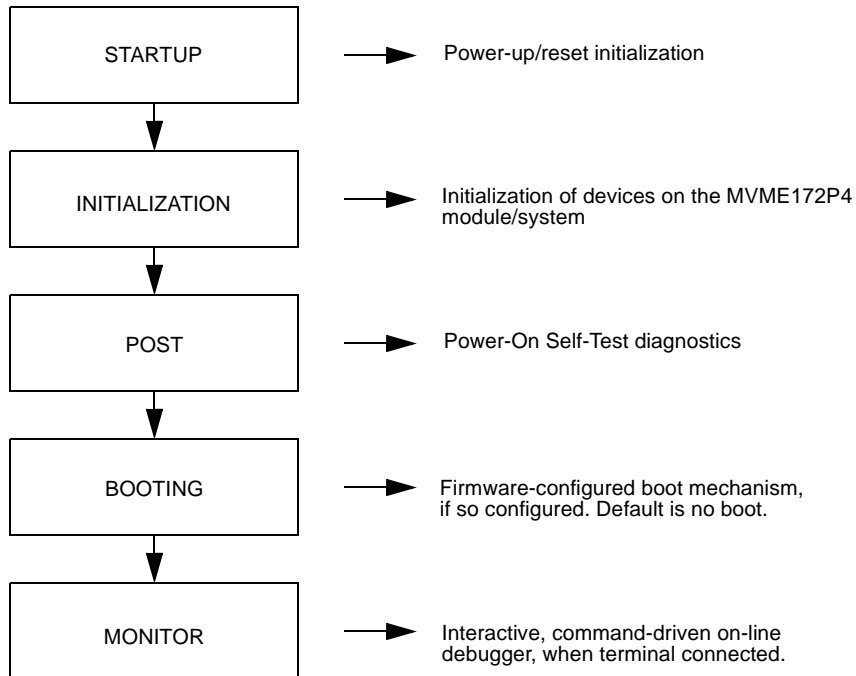 STARTUP
Power-up/reset initialization
INITIALIZATION
Initialization of devices on the MVME172P4
module/system
POST
Power-On Self-Test diagnostics
BOOTING
Firmware-configured boot mechanism,
if so configured. Default is no boot.
MONITOR
Interactive, command-driven on-line
debugger, when terminal connected.